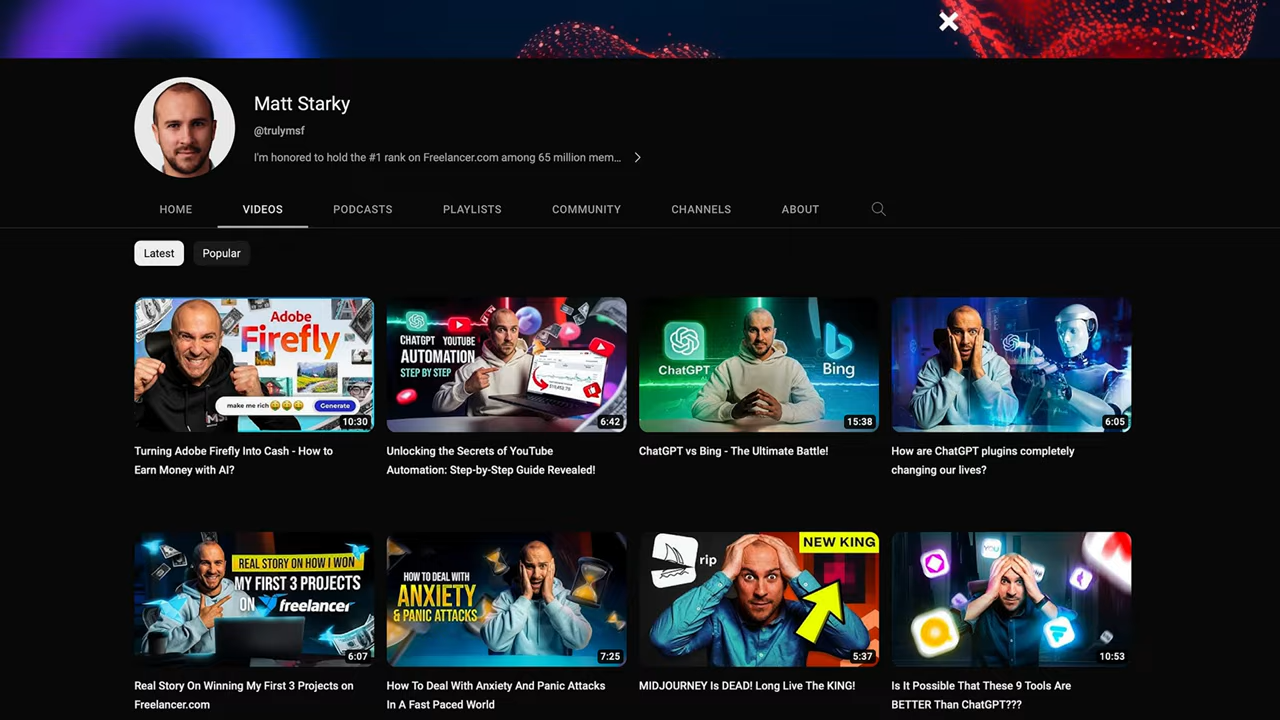 Matt Starky
@trulymsf
I'm honored to hold the #1 rank on Freelancer.com among 65 million mem...
HOME VIDEOS PODCASTS PLAYLISTS COMMUNITY CHANNELS ABOUT
Latest Popular
Adobe
Firefly
make me rich
Generate
10:30
CHATGPT YOUTUBE
AUTOMATION
STEP BY STEP
6:42
ChatGPT
Bing
15:38
6:05
Turning Adobe Firefly Into Cash - How to
Earn Money with AI?
Unlocking the Secrets of YouTube
Automation: Step-by-Step Guide Revealed!
ChatGPT vs Bing - The Ultimate Battle!
How are ChatGPT plugins completely
changing our lives?
REAL STORY ON HOW I WON
MY FIRST 3 PROJECTS
ON freelancer
6:07
HOW TO DEAL WITH
ANXIETY
& PANIC ATTACKS
7:25
rip
NEW KING
5:37
YOU
10:53
Real Story On Winning My First 3 Projects on
Freelancer.com
How To Deal With Anxiety And Panic Attacks
In A Fast Paced World
MIDJOURNEY Is DEAD! Long Live The KING!
Is It Possible That These 9 Tools Are
BETTER Than ChatGPT???